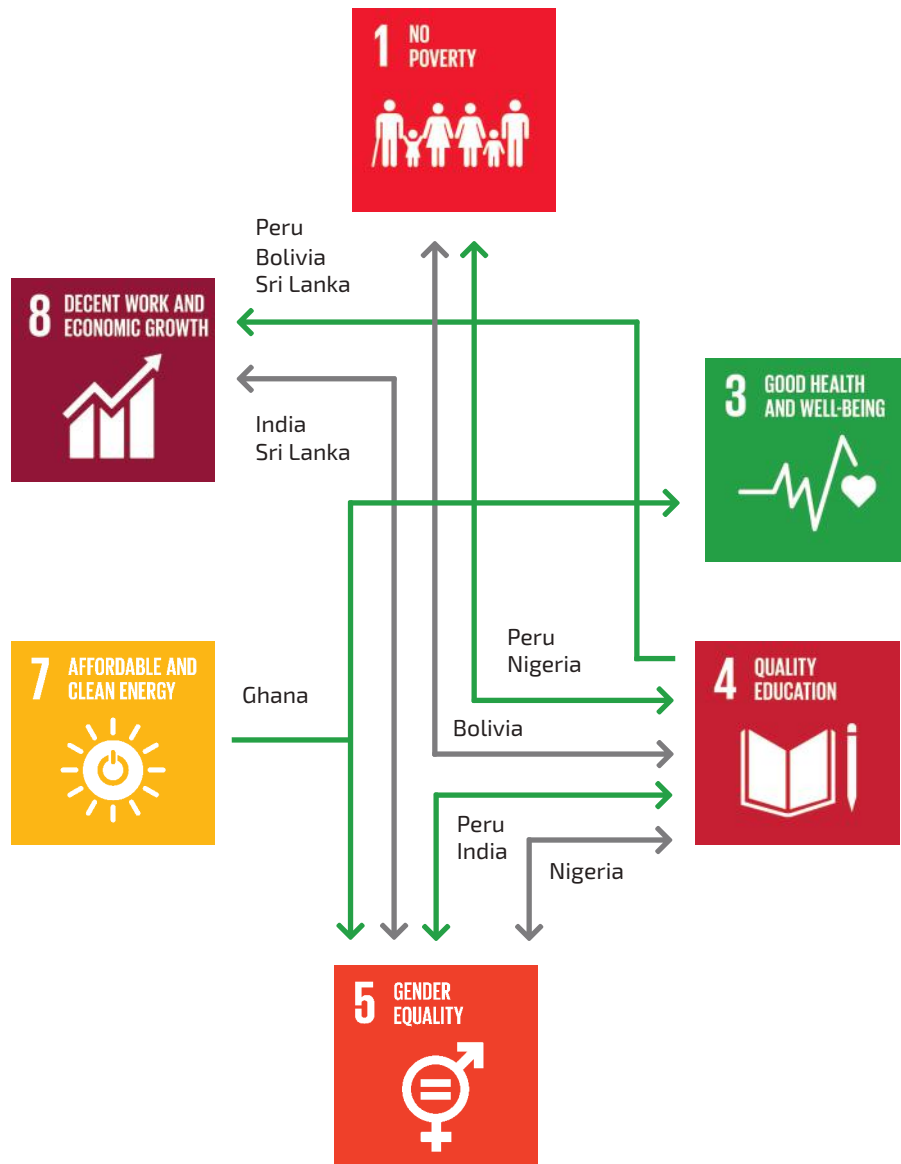 1 NO
POVERTY
Peru
Bolivia
Sri Lanka
8 DECENT WORK AND
ECONOMIC GROWTH
India
Sri Lanka
3 GOOD HEALTH
AND WELL-BEING
7 AFFORDABLE AND
CLEAN ENERGY
Ghana
Peru
Nigeria
4 QUALITY
EDUCATION
Bolivia
Peru
India
Nigeria
5 GENDER
EQUALITY